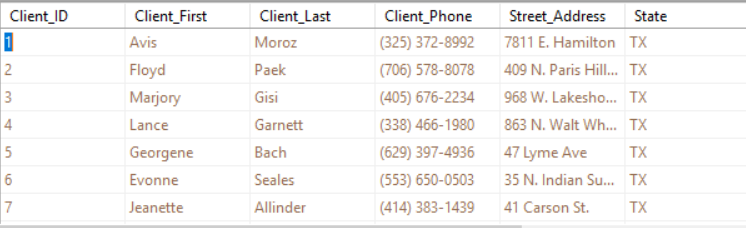 Client_ID Client_First Client_Last Client_Phone Street_Address State
1 Avis Moroz (325) 372-8992 7811 E. Hamilton TX
2 Floyd Paek (706) 578-8078 409 N. Paris Hill... TX
3 Marjory Gisi (405) 676-2234 968 W. Lakesho... TX
4 Lance Garnett (338) 466-1980 863 N. Walt Wh... TX
5 Georgene Bach (629) 397-4936 47 Lyme Ave TX
6 Evonne Seales (553) 650-0503 35 N. Indian Su... TX
7 Jeanette Allinder (414) 383-1439 41 Carson St. TX